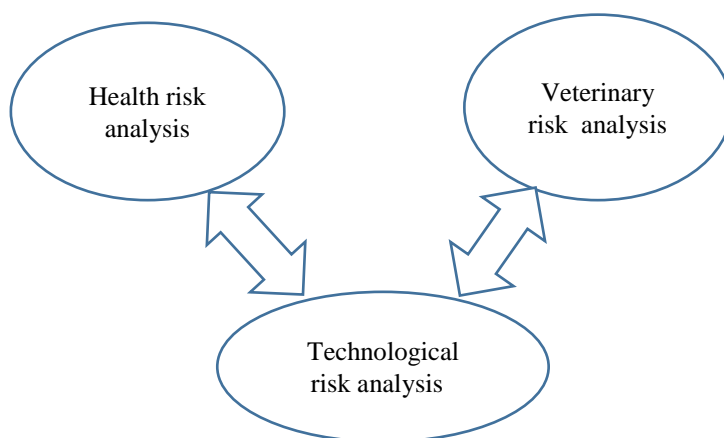 Health risk
analysis
Veterinary
risk  analysis
Technological
risk analysis